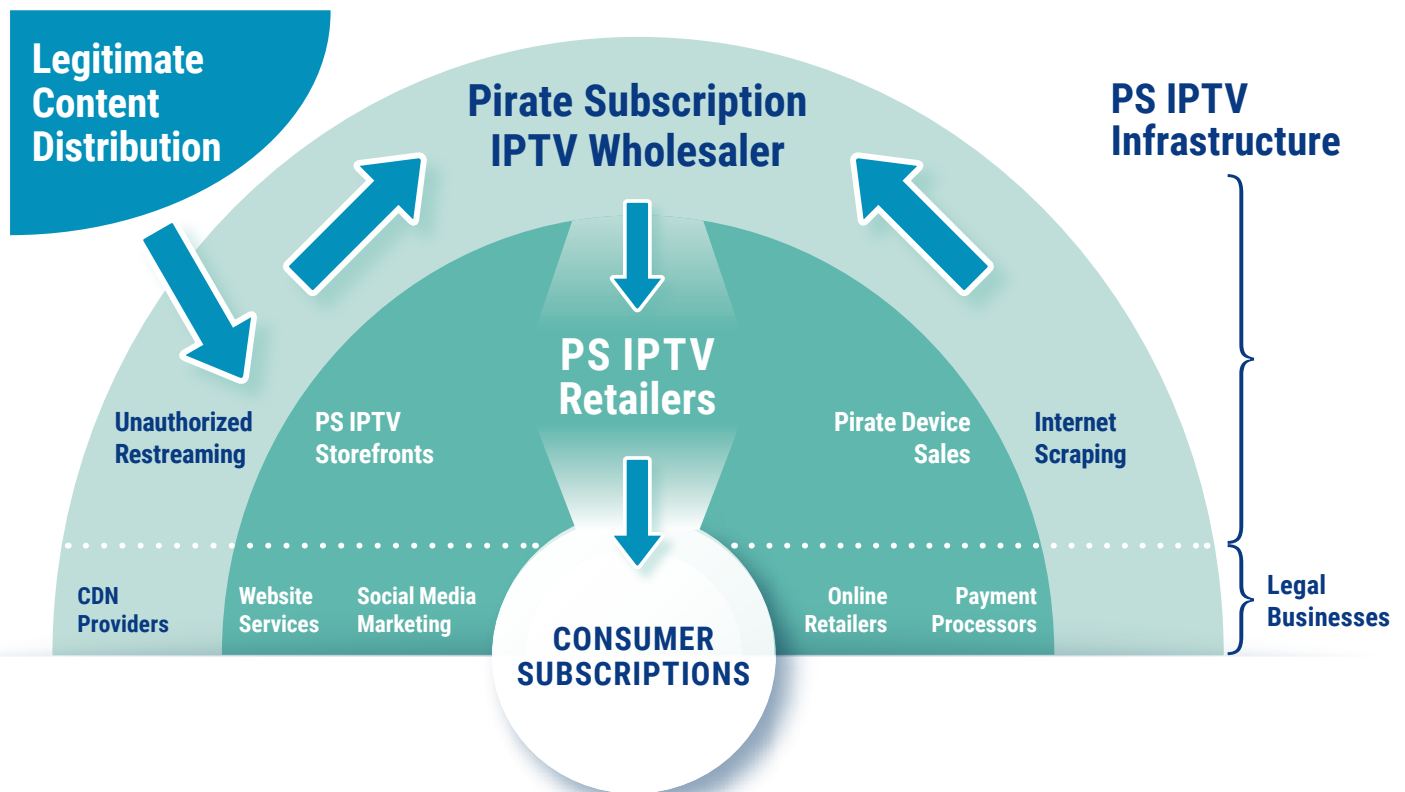 Legitimate
Content
Distribution
Pirate Subscription
IPTV Wholesaler
PS IPTV
Infrastructure
PS IPTV
Retailers
Unauthorized
Restreaming
PS IPTV
Storefronts
Pirate Device
Sales
Internet
Scraping
CDN
Providers
Website
Services
Social Media
Marketing
Online
Retailers
Payment
Processors
Legal
Businesses
CONSUMER
SUBSCRIPTIONS